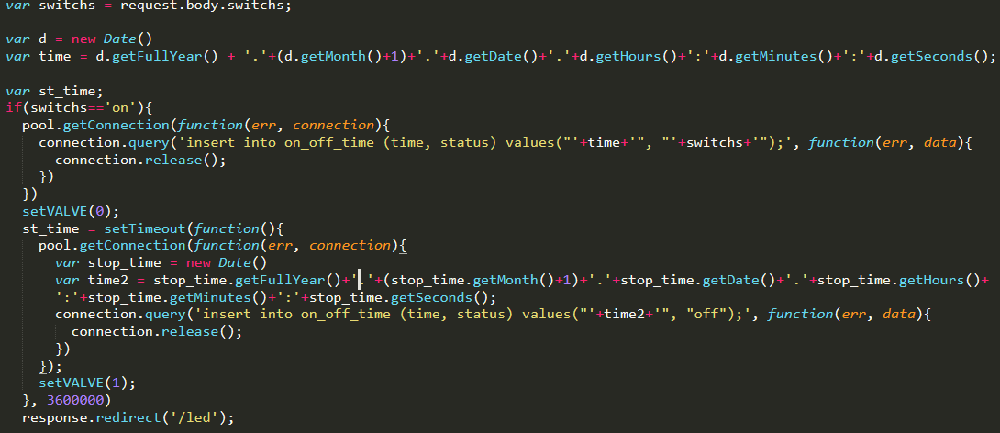 var switchs = request.body.switchs;
var d = new Date()
var time = d.getFullYear() + '.'+(d.getMonth()+1)+'.'+d.getDate()+'.'+d.getHours()+':'+d.getMinutes()+':'+d.getSeconds();
var st_time;
if(switchs=='on'){
pool.getConnection(function(err, connection){
connection.query('insert into on_off_time (time, status) values("'+time+'", "'+switchs+'");', function(err, data){
connection.release();
})
})
setVALVE(0);
st_time = setTimeout(function(){
pool.getConnection(function(err, connection){
var stop_time = new Date()
var time2 = stop_time.getFullYear()+'.'+(stop_time.getMonth()+1)+'.'+stop_time.getDate()+'.'+stop_time.getHours()+
':'+stop_time.getMinutes()+':'+stop_time.getSeconds();
connection.query('insert into on_off_time (time, status) values("'+time2+'", "off");', function(err, data){
connection.release();
})
});
setVALVE(1);
}, 3600000)
response.redirect('/led');